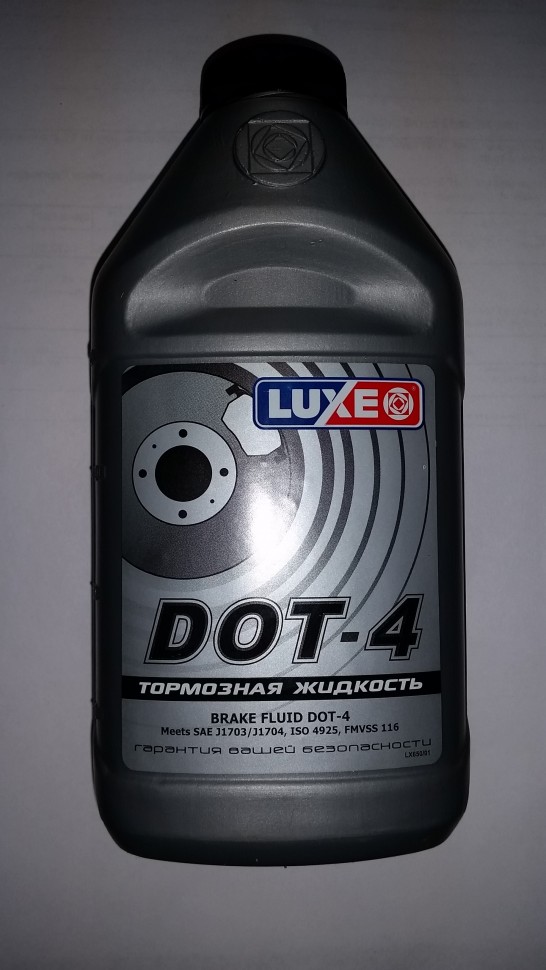 LUXE
DOT-4
ТОРМОЗНАЯ ЖИДКОСТЬ
BRAKE FLUID DOT-4
Meets SAE J1703/J1704, ISO 4925, FMVSS 116
гарантия вашей безопасности